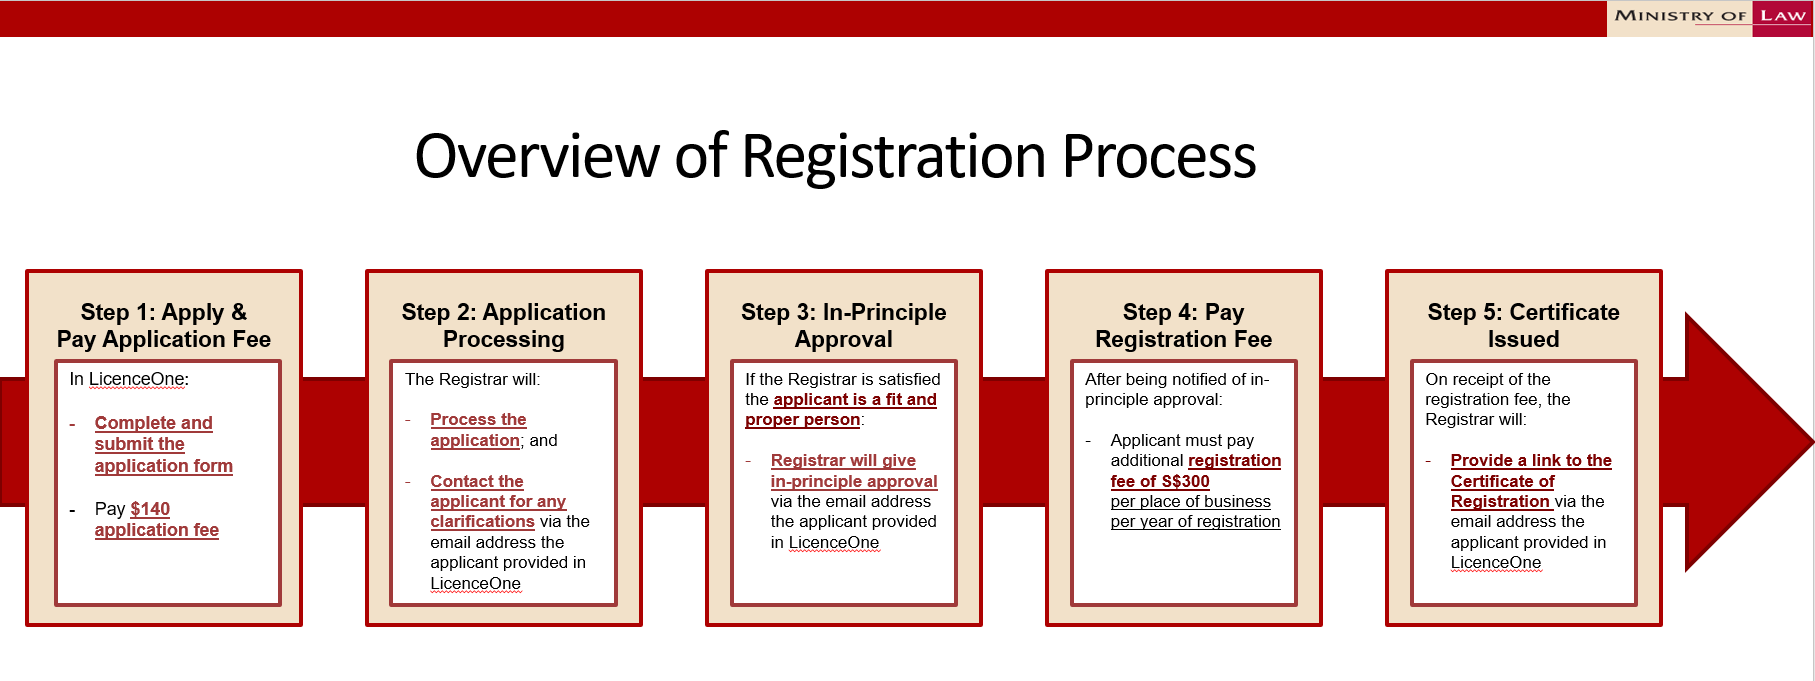 MINISTRY OF LAW
Overview of Registration Process
Step 1: Apply &
Pay Application Fee
In LicenceOne:
- Complete and
submit the
application form
- Pay $140
application fee
Step 2: Application
Processing
The Registrar will:
- Process the
application; and
- Contact the
applicant for any
clarifications via the
email address the
applicant provided in
LicenceOne
Step 3: In-Principle
Approval
If the Registrar is satisfied
the applicant is a fit and
proper person:
- Registrar will give
in-principle approval
via the email address
the applicant provided
in LicenceOne
Step 4: Pay
Registration Fee
After being notified of in-
principle approval:
- Applicant must pay
additional registration
fee of S$300
per place of business
per year of registration
Step 5: Certificate
Issued
On receipt of the
registration fee, the
Registrar will:
- Provide a link to the
Certificate of
Registration via the
email address the
applicant provided in
LicenceOne